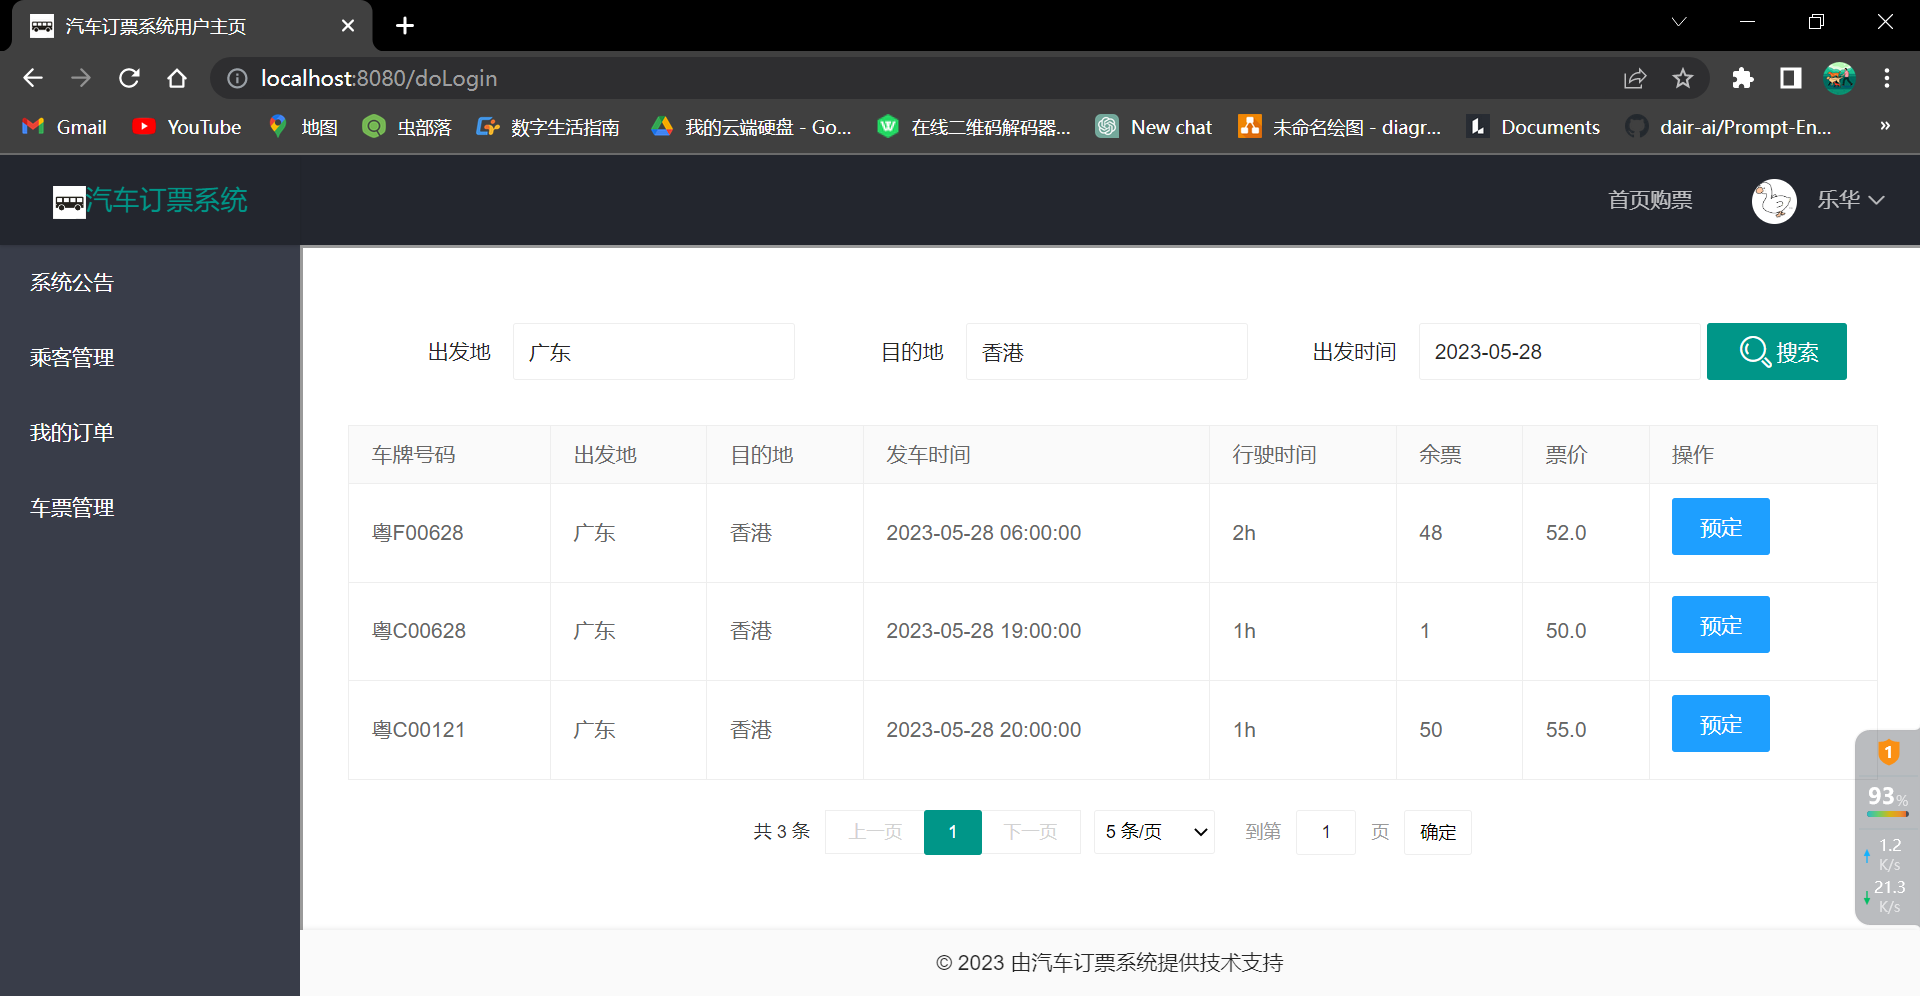 汽车订票系统用户主页
localhost:8080/doLogin
Gmail YouTube 地图 虫部落 数字生活指南 我的云端硬盘 - Go... 在线二维码解码器... New chat 未命名绘图 - diagr... Documents dair-ai/Prompt-En... »
汽车订票系统 首页购票 乐华
系统公告
乘客管理
我的订单
车票管理
出发地 广东 目的地 香港 出发时间 2023-05-28 搜索
车牌号码 出发地 目的地 发车时间 行驶时间 余票 票价 操作
粤F00628 广东 香港 2023-05-28 06:00:00 2h 48 52.0 预定
粤C00628 广东 香港 2023-05-28 19:00:00 1h 1 50.0 预定
粤C00121 广东 香港 2023-05-28 20:00:00 1h 50 55.0 预定
共 3 条 上一页 1 下一页 5 条/页 到第 1 页 确定
1
93%
1.2
K/s
21.3
K/s
© 2023 由汽车订票系统提供技术支持